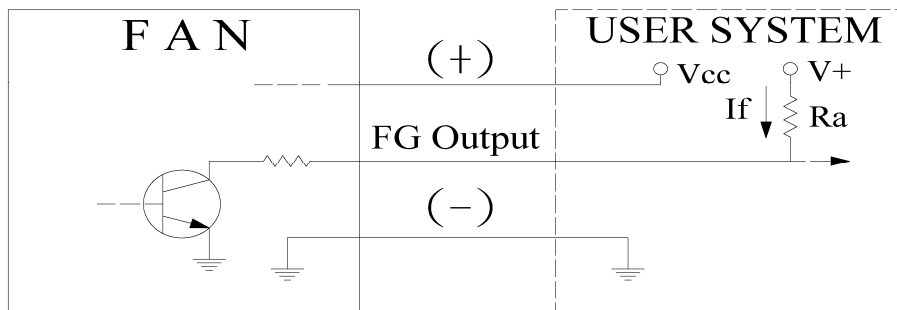 F A N
USER SYSTEM
(+)
Vcc
V+
If
Ra
FG Output
(−)